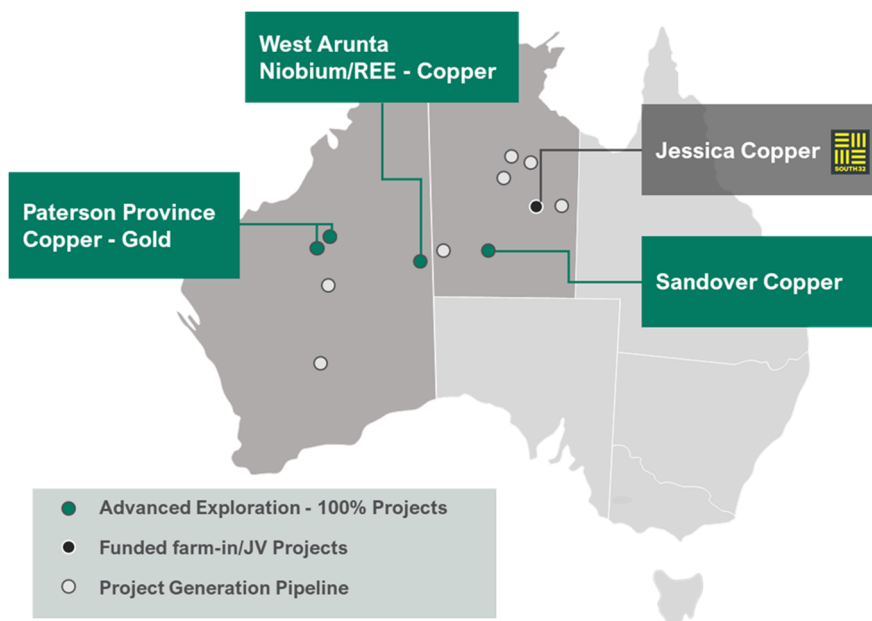 West Arunta
Niobium/REE - Copper
Jessica Copper
SOUTH32
Paterson Province
Copper - Gold
Sandover Copper
Advanced Exploration - 100% Projects
Funded farm-in/JV Projects
Project Generation Pipeline